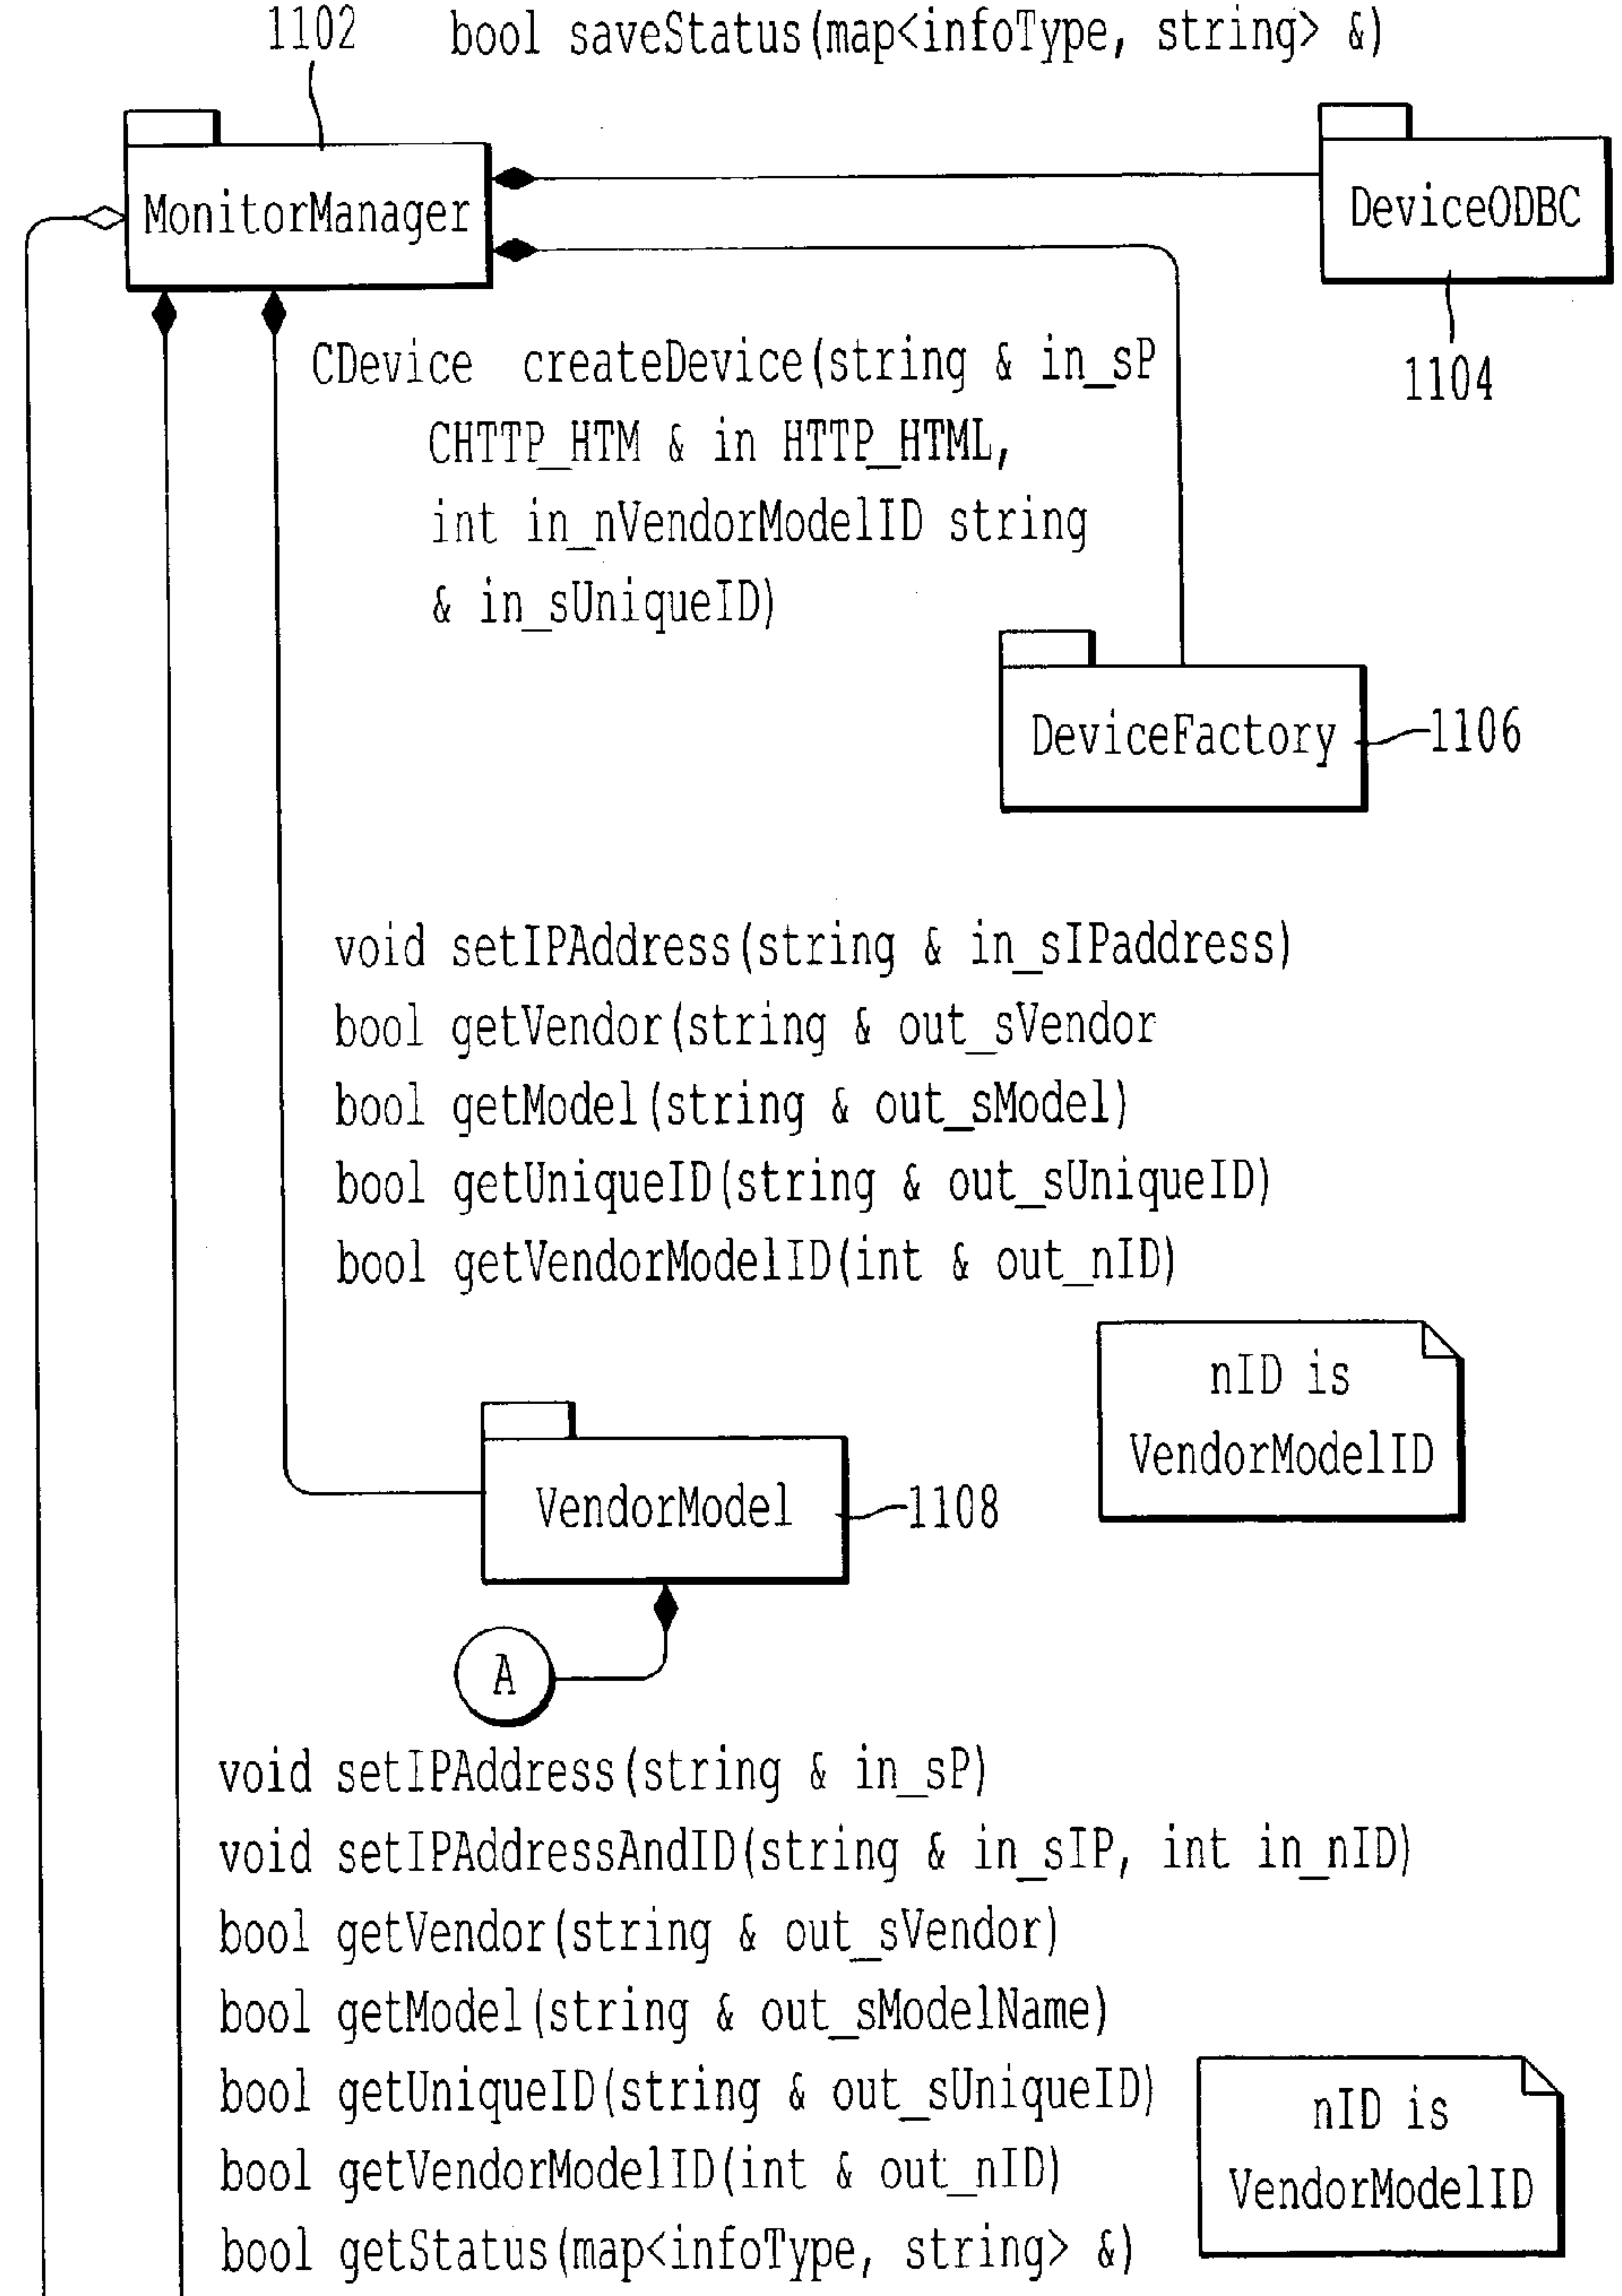 1102
bool saveStatus(map<infoType, string> &)
MonitorManager
DeviceODBC
1104
CDevice createDevice(string & in_sP
CHTTP_HTM & in HTTP_HTML,
int in_nVendorModelID string
& in_sUniqueID)
DeviceFactory
1106
void setIPAddress(string & in_sIPaddress)
bool getVendor(string & out_sVendor
bool getModel(string & out_sModel)
bool getUniqueID(string & out_sUniqueID)
bool getVendorModelID(int & out_nID)
nID is
VendorModelID
VendorModel
1108
A
void setIPAddress(string & in_sP)
void setIPAddressAndID(string & in_sIP, int in_nID)
bool getVendor(string & out_sVendor)
bool getModel(string & out_sModelName)
bool getUniqueID(string & out_sUniqueID)
bool getVendorModelID(int & out_nID)
bool getStatus(map<infoType, string> &)
nID is
VendorModelID